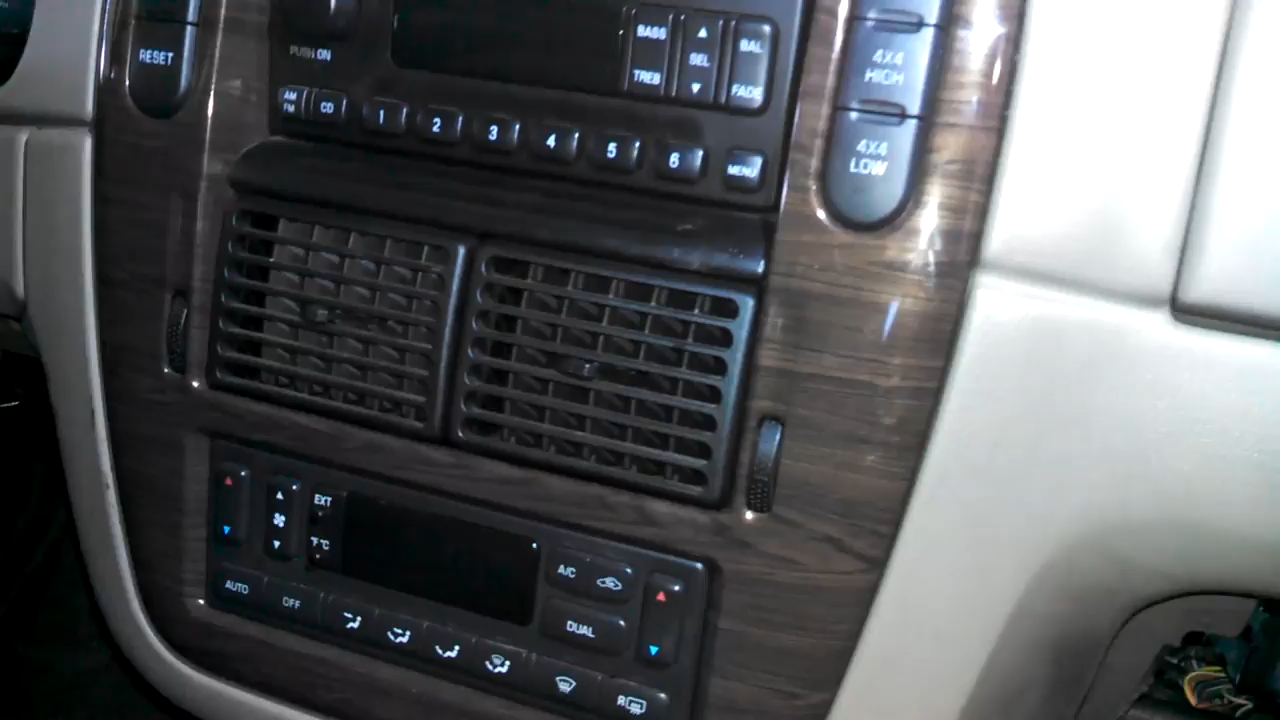 RESET
PUSH ON
BASS
TREB
SEL
BAL
FADE
AM
FM
CD
1
2
3
4
5
6
MENU
4X4
HIGH
4X4
LOW
EXT
°F°C
AUTO
OFF
A/C
DUAL
R